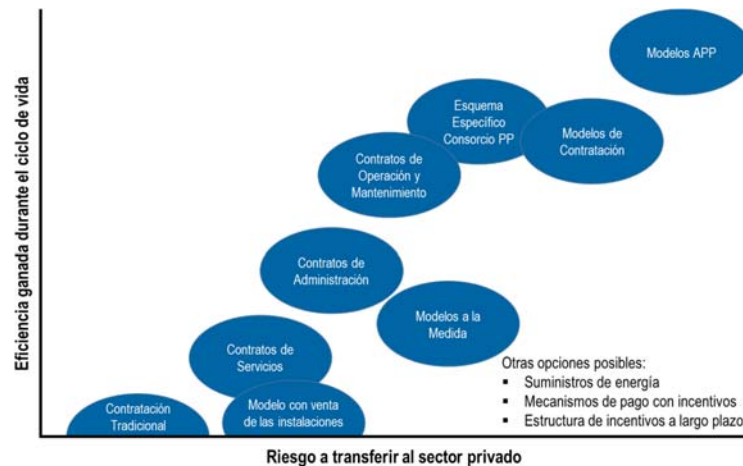 Eficiencia ganada durante el ciclo de vida
Modelos APP
Esquema
Específico
Consorcio PP
Modelos de
Contratación
Contratos de
Operación y
Mantenimiento
Contratos de
Administración
Modelos a la
Medida
Contratos de
Servicios
Contratación
Tradicional
Modelo con venta
de las instalaciones
Otras opciones posibles:
▪ Suministros de energía
▪ Mecanismos de pago con incentivos
▪ Estructura de incentivos a largo plazo
Riesgo a transferir al sector privado